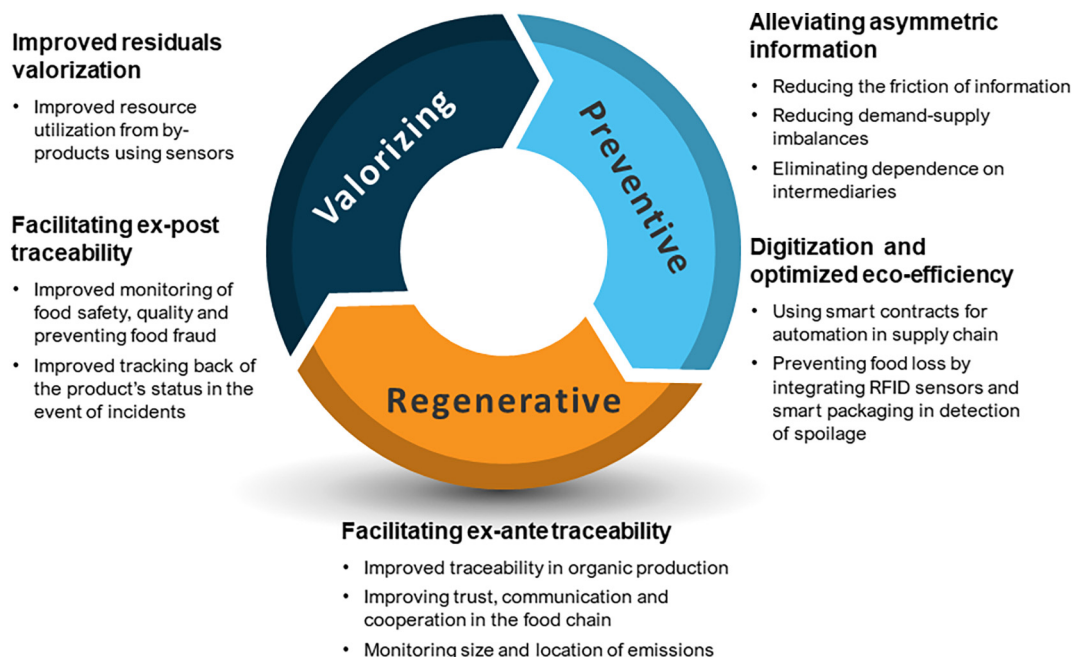 Improved residuals
valorization
• Improved resource
utilization from by-
products using sensors
Facilitating ex-post
traceability
• Improved monitoring of
food safety, quality and
preventing food fraud
• Improved tracking back of
the product's status in the
event of incidents
Valorizing
Preventive
Regenerative
Alleviating asymmetric
information
• Reducing the friction of information
• Reducing demand-supply
imbalances
• Eliminating dependence on
intermediaries
Digitization and
optimized eco-efficiency
• Using smart contracts for
automation in supply chain
• Preventing food loss by
integrating RFID sensors and
smart packaging in detection
of spoilage
Facilitating ex-ante traceability
• Improved traceability in organic production
• Improving trust, communication and
cooperation in the food chain
• Monitoring size and location of emissions